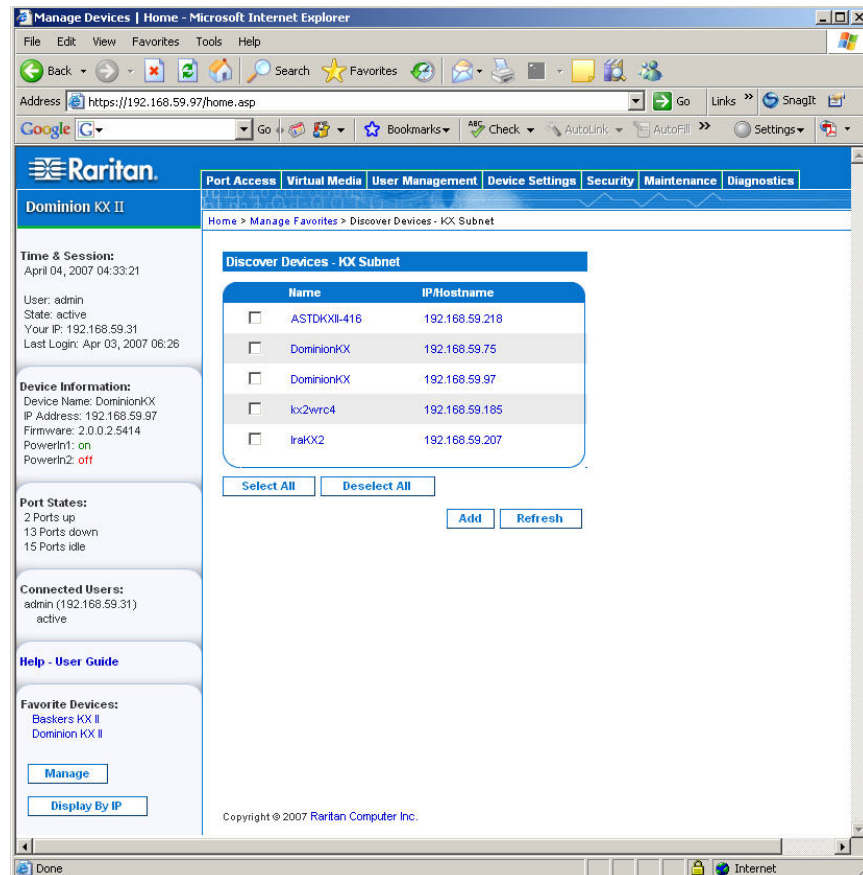 Manage Devices | Home - Microsoft Internet Explorer
File Edit View Favorites Tools Help
Back Search Favorites
Address https://192.168.59.97/home.asp Go Links » SnagIt
Google G Go Bookmarks ABC Check AutoLink AutoFill » Settings
Raritan.
Dominion KX II
Port Access Virtual Media User Management Device Settings Security Maintenance Diagnostics
Home > Manage Favorites > Discover Devices - KX Subnet
Time & Session:
April 04, 2007 04:33:21
User: admin
State: active
Your IP: 192.168.59.31
Last Login: Apr 03, 2007 06:26
Device Information:
Device Name: DominionKX
IP Address: 192.168.59.97
Firmware: 2.0.0.2.5414
PowerIn1: on
PowerIn2: off
Port States:
2 Ports up
13 Ports down
15 Ports idle
Connected Users:
admin (192.168.59.31)
active
Help - User Guide
Favorite Devices:
Baskers KX II
Dominion KX II
Manage
Display By IP
Discover Devices - KX Subnet
Name IP/Hostname
ASTDKXII-416 192.168.59.218
DominionKX 192.168.59.75
DominionKX 192.168.59.97
kx2wrc4 192.168.59.185
IraKX2 192.168.59.207
Select All Deselect All
Add Refresh
Copyright © 2007 Raritan Computer Inc.
Done Internet